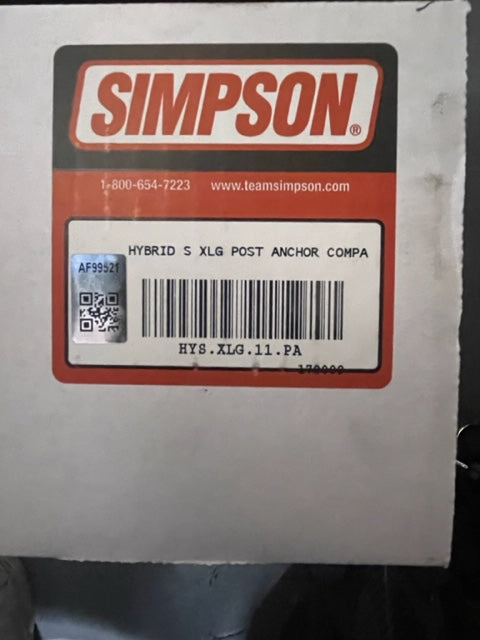 SIMPSON®
1-800-654-7223 www.teamsimpson.com
HYBRID S XLG POST ANCHOR COMPA
AF99521
HYS.XLG.11.PA